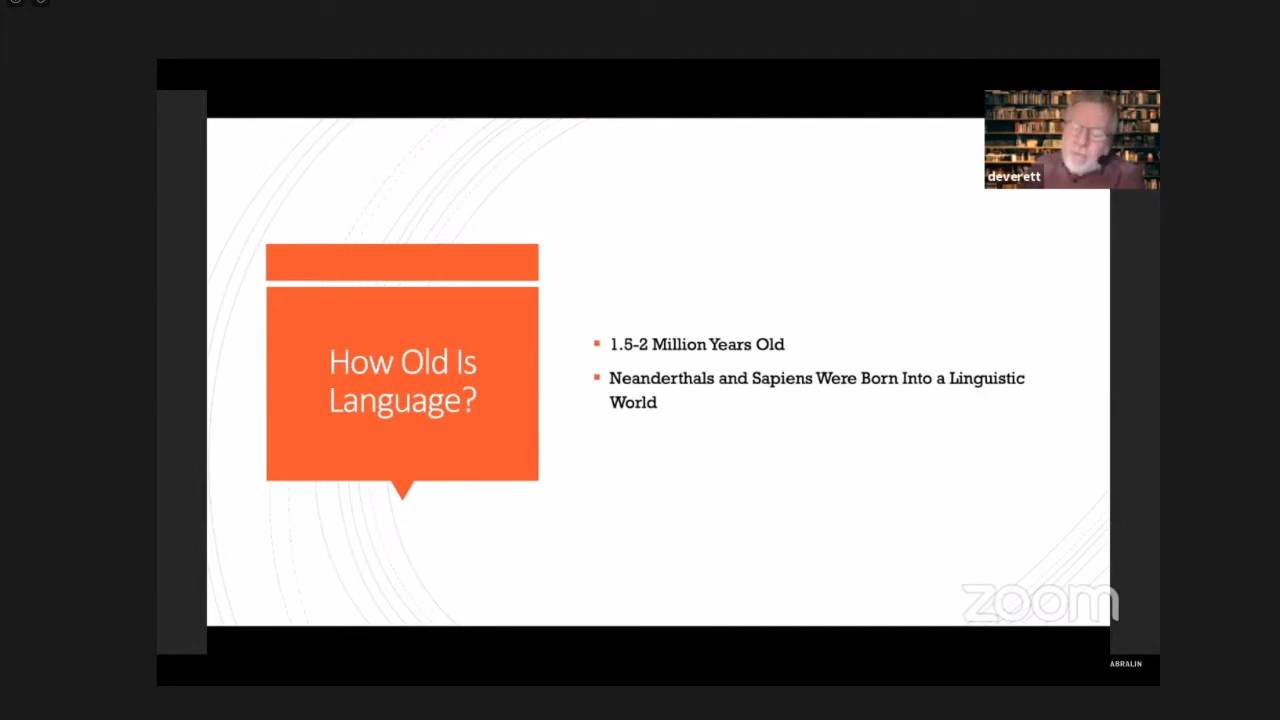 deverett
How Old Is
Language?
1.5-2 Million Years Old
Neanderthals and Sapiens Were Born Into a Linguistic
World
zoom
ABRALIN